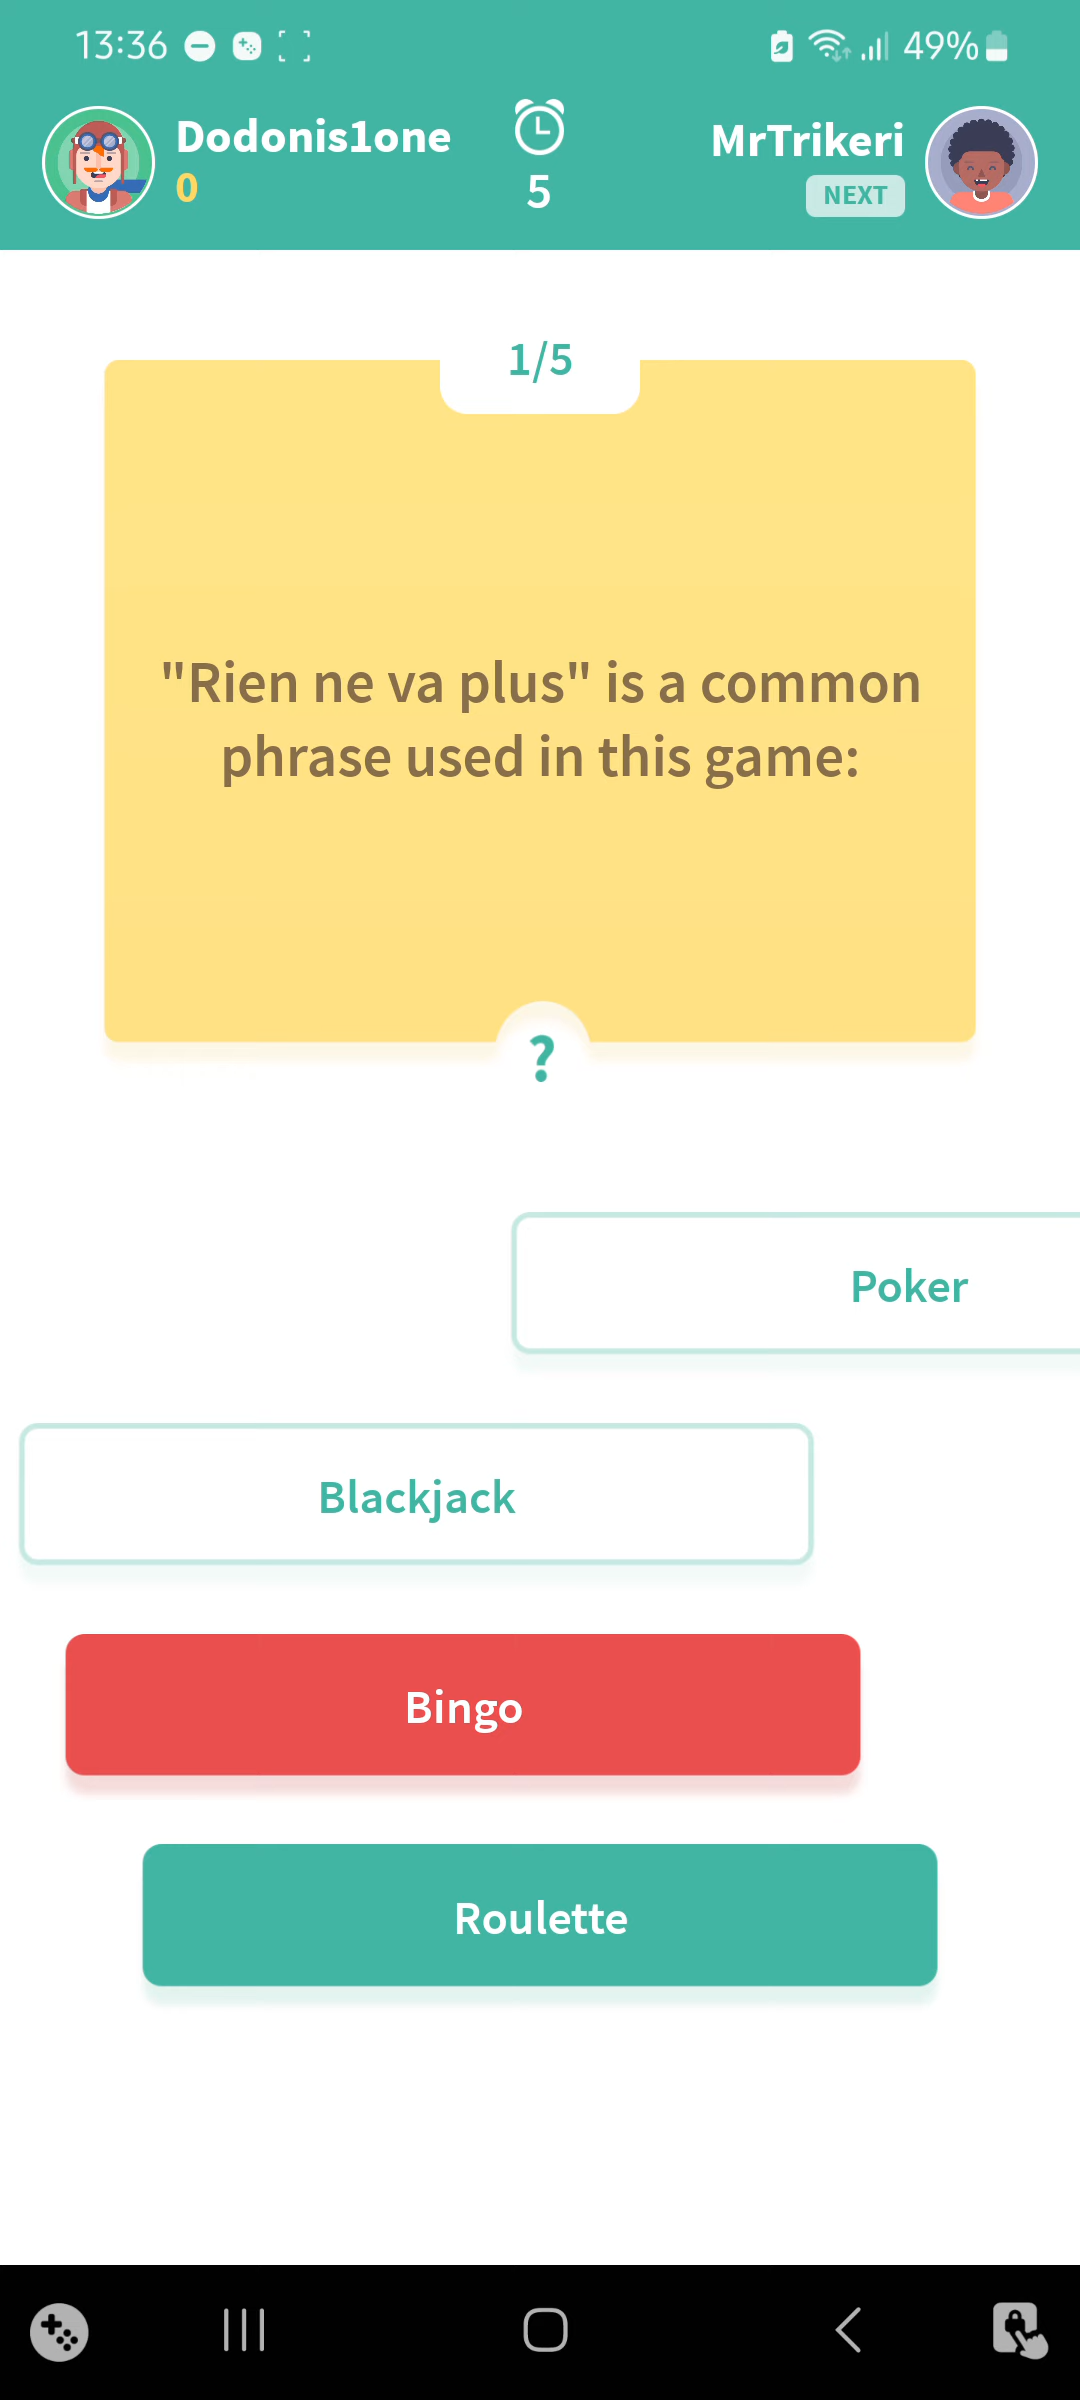 13:36
49%
Dodonis1one
0
5
MrTrikeri
NEXT
1/5
"Rien ne va plus" is a common
phrase used in this game:
?
Poker
Blackjack
Bingo
Roulette